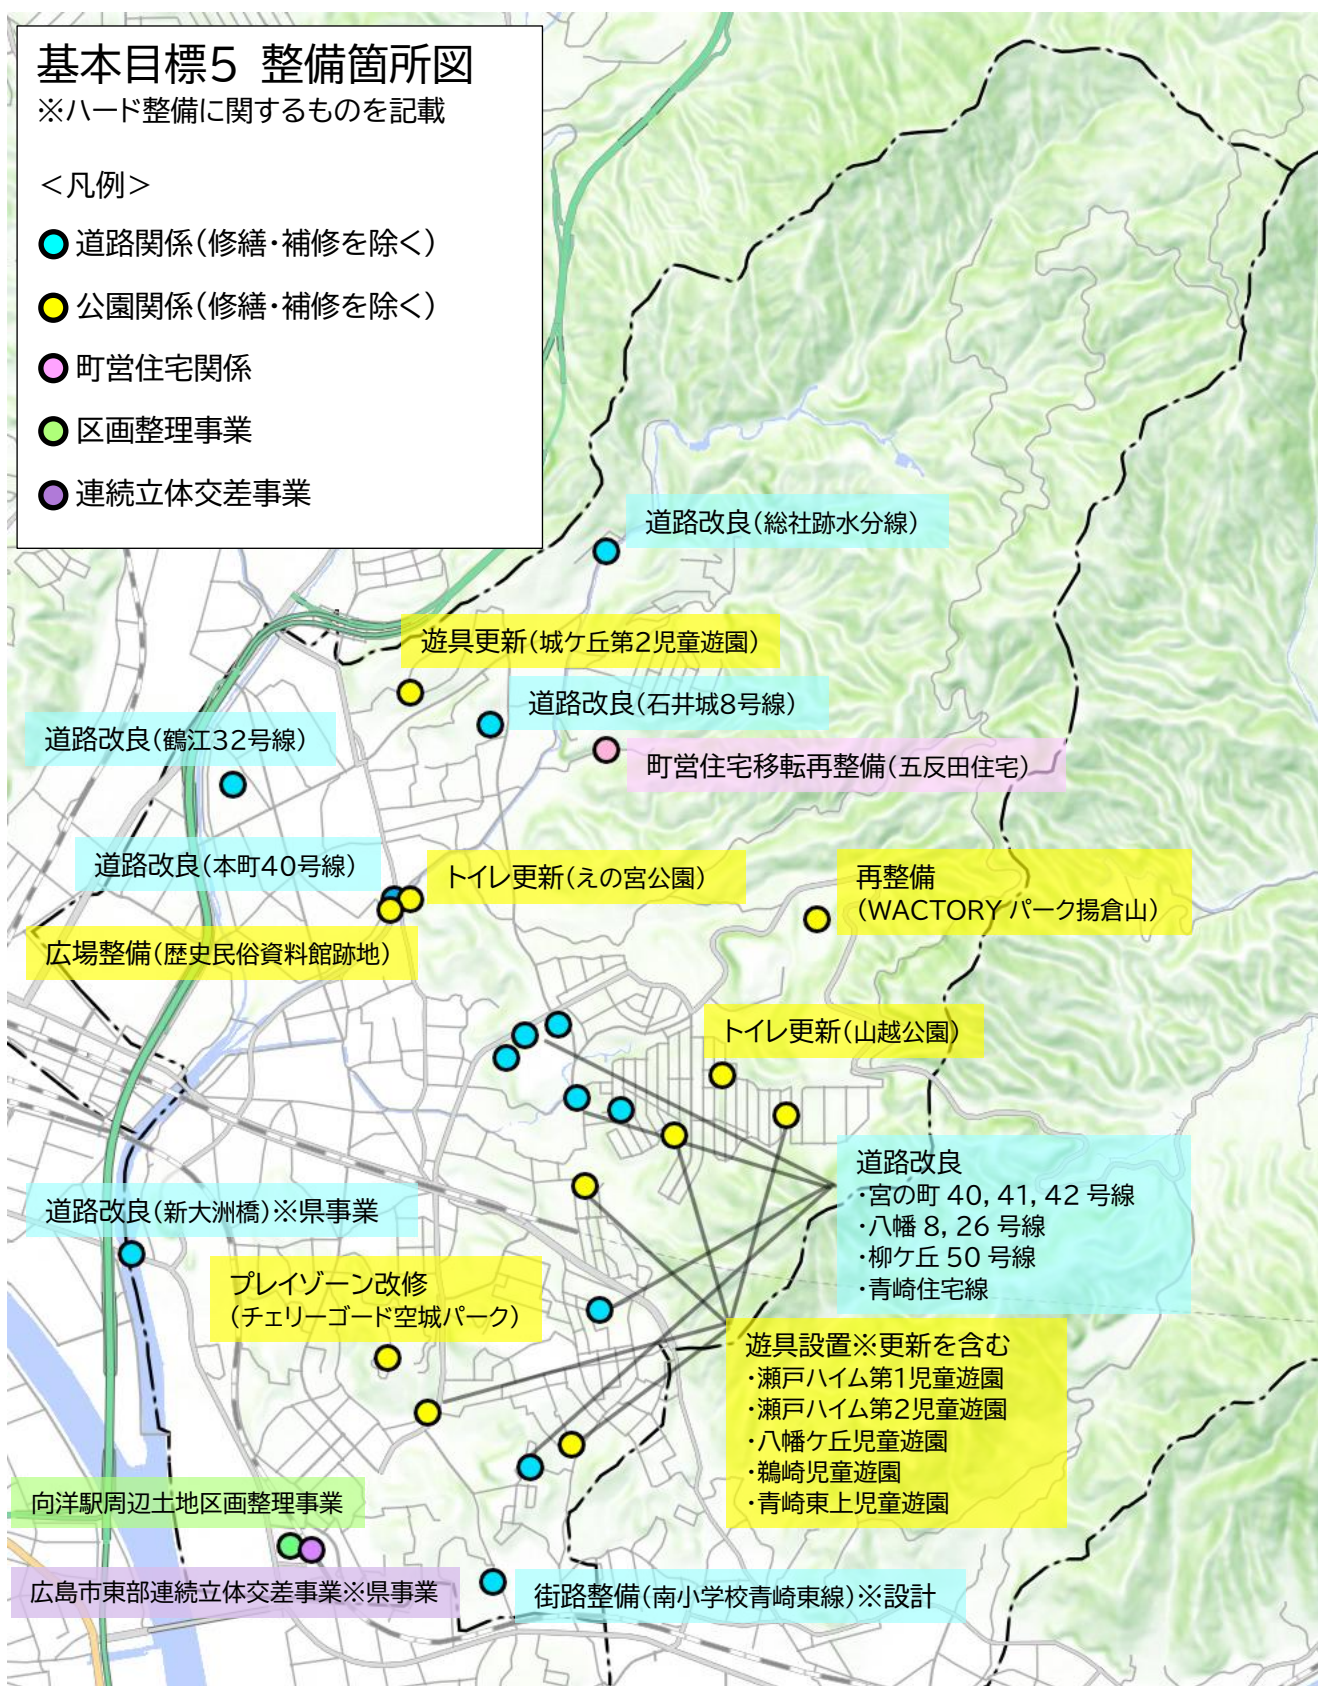 基本目標5 整備箇所図
※ハード整備に関するものを記載
＜凡例＞
道路関係(修繕・補修を除く)
公園関係(修繕・補修を除く)
町営住宅関係
区画整理事業
連続立体交差事業
道路改良(総社跡水分線)
遊具更新(城ケ丘第2児童遊園)
道路改良(石井城8号線)
道路改良(鶴江32号線)
町営住宅移転再整備(五反田住宅)
道路改良(本町40号線)
トイレ更新(えの宮公園)
再整備
(WACTORY パーク揚倉山)
広場整備(歴史民俗資料館跡地)
トイレ更新(山越公園)
道路改良
・宮の町 40, 41, 42 号線
・八幡 8, 26 号線
・柳ケ丘 50 号線
・青崎住宅線
道路改良(新大洲橋)※県事業
プレイゾーン改修
(チェリーゴード空城パーク)
遊具設置※更新を含む
・瀬戸ハイム第1児童遊園
・瀬戸ハイム第2児童遊園
・八幡ケ丘児童遊園
・鵜崎児童遊園
・青崎東上児童遊園
向洋駅周辺土地区画整理事業
広島市東部連続立体交差事業※県事業
街路整備(南小学校青崎東線)※設計